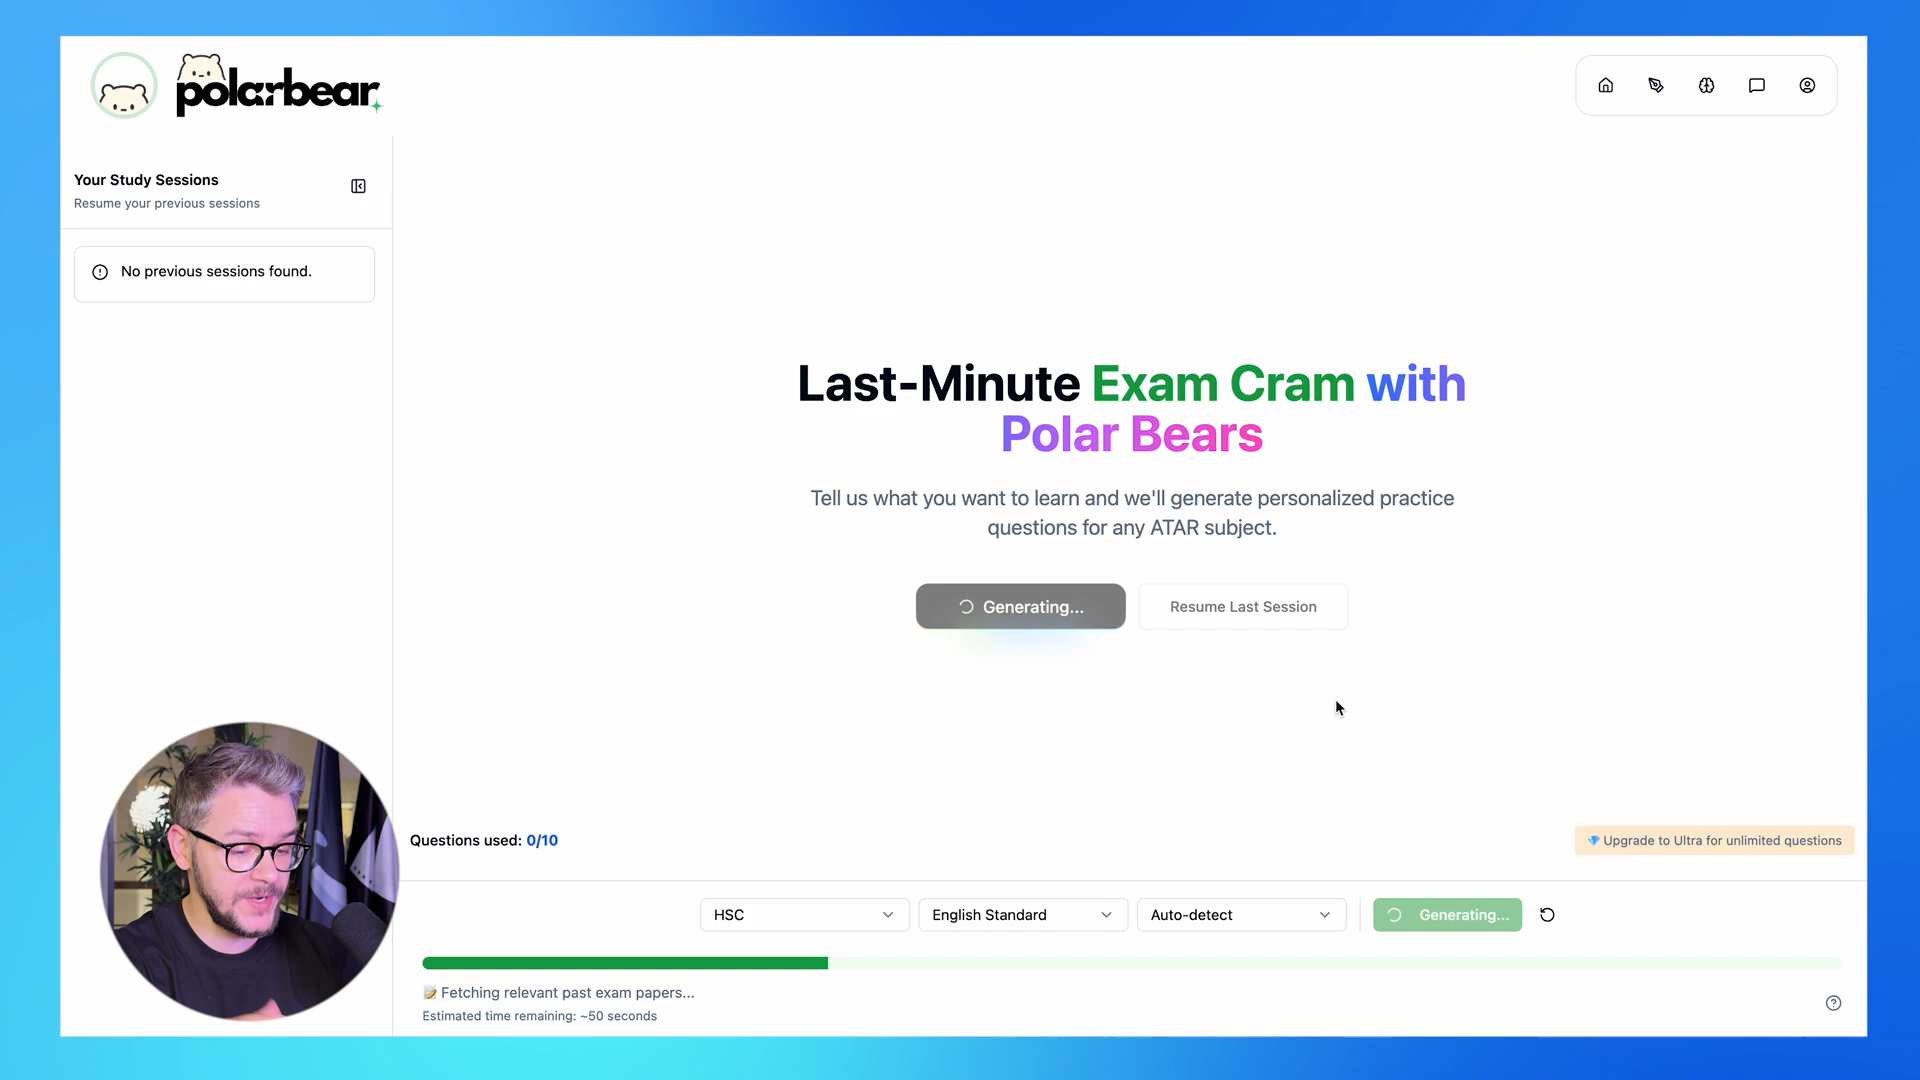 polarbear
Your Study Sessions
Resume your previous sessions
No previous sessions found.
Last-Minute Exam Cram with
Polar Bears
Tell us what you want to learn and we'll generate personalized practice
questions for any ATAR subject.
Generating...
Resume Last Session
Questions used: 0/10
💎 Upgrade to Ultra for unlimited questions
HSC
English Standard
Auto-detect
Generating...
📝 Fetching relevant past exam papers...
Estimated time remaining: ~50 seconds